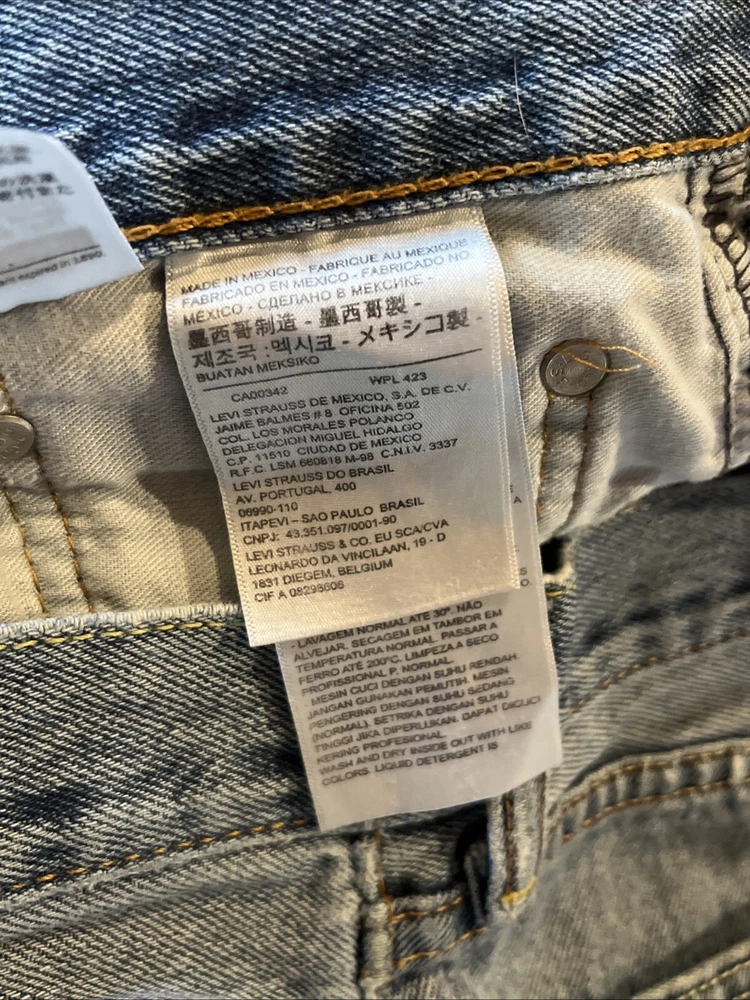 MADE IN MEXICO - FABRIQUE AU MEXIQUE
FABRICADO EN MEXICO - FABRICADO NO
MÉXICO - СДЕЛАНО В МЕКСИКЕ -
墨西哥制造 - 墨西哥製 -
제조국 :멕시코 - メキシコ製 -
BUATAN MEKSIKO
CA00342 WPL 423
LEVI STRAUSS DE MEXICO, S.A. DE C.V.
JAIME BALMES # 8 OFICINA 502
COL. LOS MORALES POLANCO
DELEGACION MIGUEL HIDALGO
C.P. 11510 CIUDAD DE MEXICO
R.F.C. LSM 660818 M-98 C.N.I.V. 3337
LEVI STRAUSS DO BRASIL
AV. PORTUGAL, 400
06990-110
ITAPEVI – SAO PAULO BRASIL
CNPJ: 43.351.097/0001-90
LEVI STRAUSS & CO. EU SCA/CVA
LEONARDO DA VINCILAAN, 19 - D
1831 DIEGEM, BELGIUM
CIF A 08298606
- LAVAGEM NORMAL ATÉ 30°. NÃO
ALVEJAR. SECAGEM EM TAMBOR EM
TEMPERATURA NORMAL. PASSAR A
FERRO ATÉ 200°C. LIMPEZA A SECO
PROFISSIONAL P, NORMAL.
- MESIN CUCI DENGAN SUHU RENDAH.
JANGAN GUNAKAN PEMUTIH. MESIN
PENGERING DENGAN SUHU SEDANG
(NORMAL). SETRIKA DENGAN SUHU
TINGGI JIKA DIPERLUKAN. DAPAT DICUCI
KERING PROFESIONAL.
WASH AND DRY INSIDE OUT WITH LIKE
COLORS. LIQUID DETERGENT IS